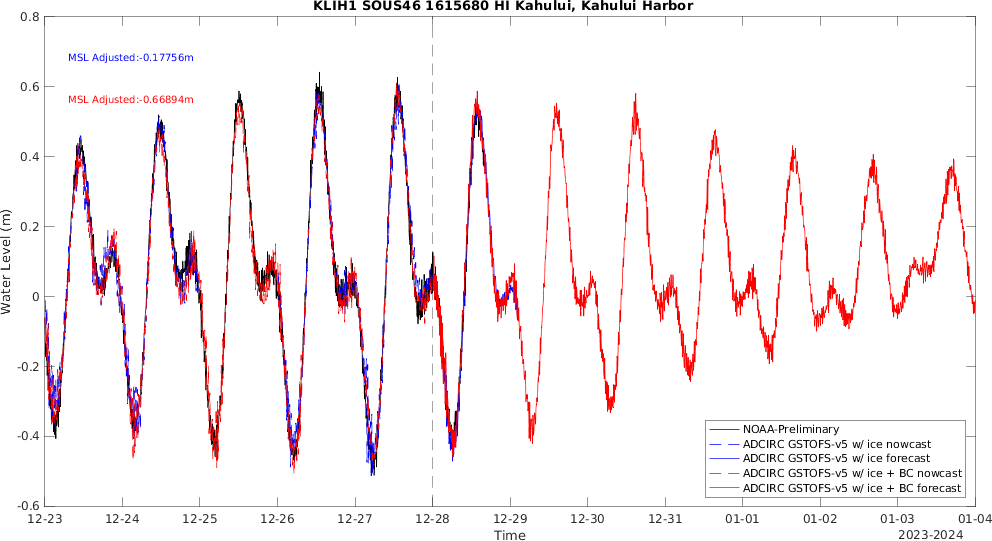 KLIH1 SOUS46 1615680 HI Kahului, Kahului Harbor
MSL Adjusted:-0.17756m
MSL Adjusted:-0.66894m
Water Level (m)
0.8
0.6
0.4
0.2
0
-0.2
-0.4
-0.6
NOAA-Preliminary
ADCIRC GSTOFS-v5 w/ ice nowcast
ADCIRC GSTOFS-v5 w/ ice forecast
ADCIRC GSTOFS-v5 w/ ice + BC nowcast
ADCIRC GSTOFS-v5 w/ ice + BC forecast
12-23 12-24 12-25 12-26 12-27 12-28 12-29 12-30 12-31 01-01 01-02 01-03 01-04
Time
2023-2024